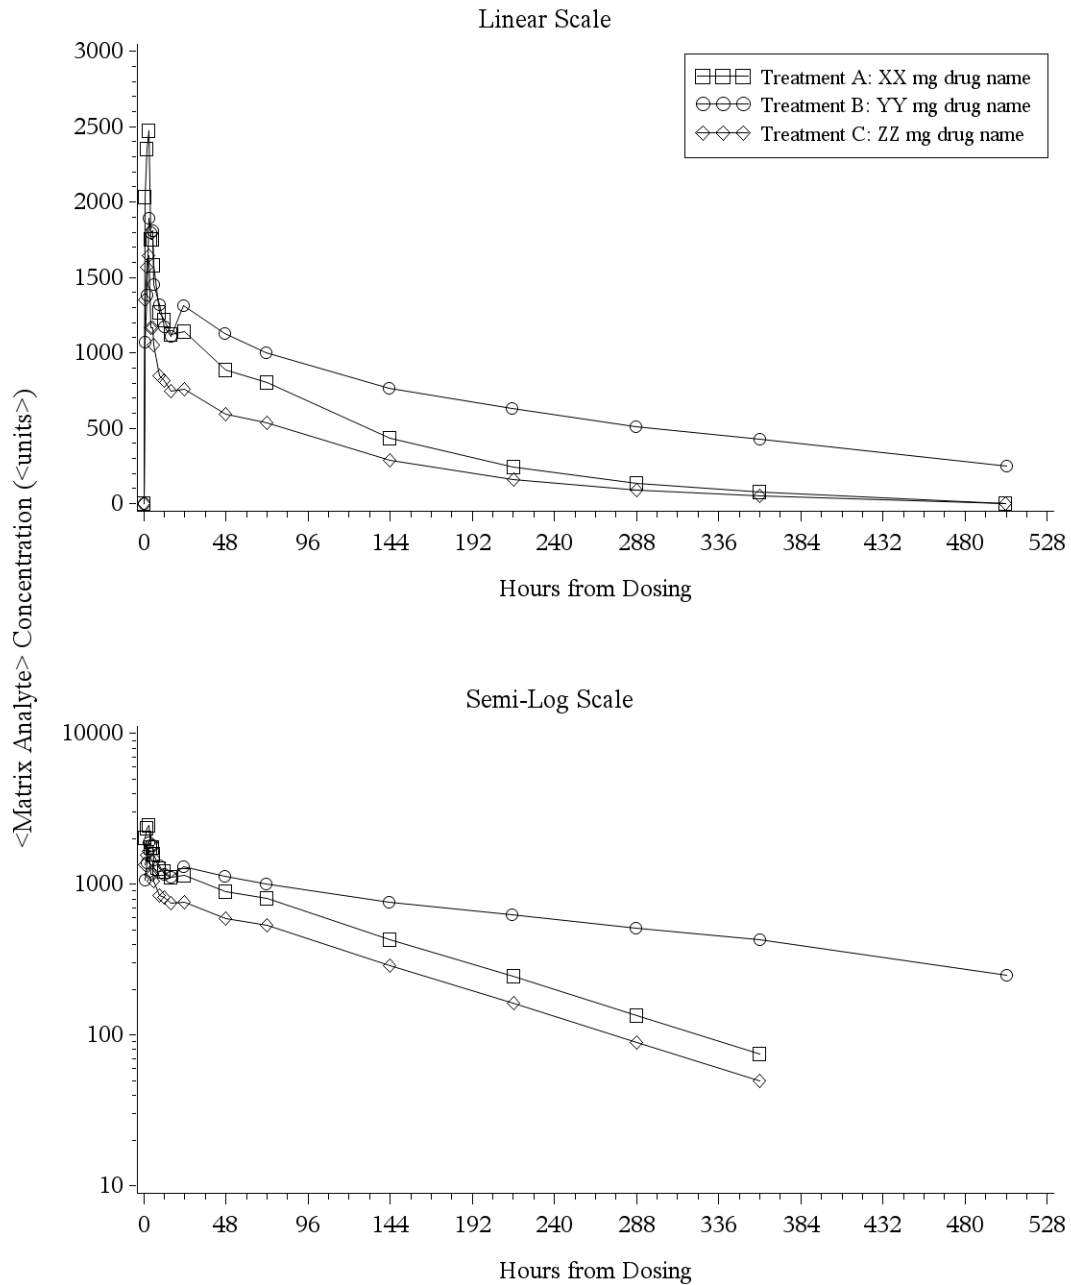 Linear Scale
3000
2500
2000
1500
1000
500
0
Treatment A: XX mg drug name
Treatment B: YY mg drug name
Treatment C: ZZ mg drug name
0 48 96 144 192 240 288 336 384 432 480 528
Hours from Dosing
<Matrix Analyte> Concentration (<units>)
Semi-Log Scale
10000
1000
100
10
0 48 96 144 192 240 288 336 384 432 480 528
Hours from Dosing